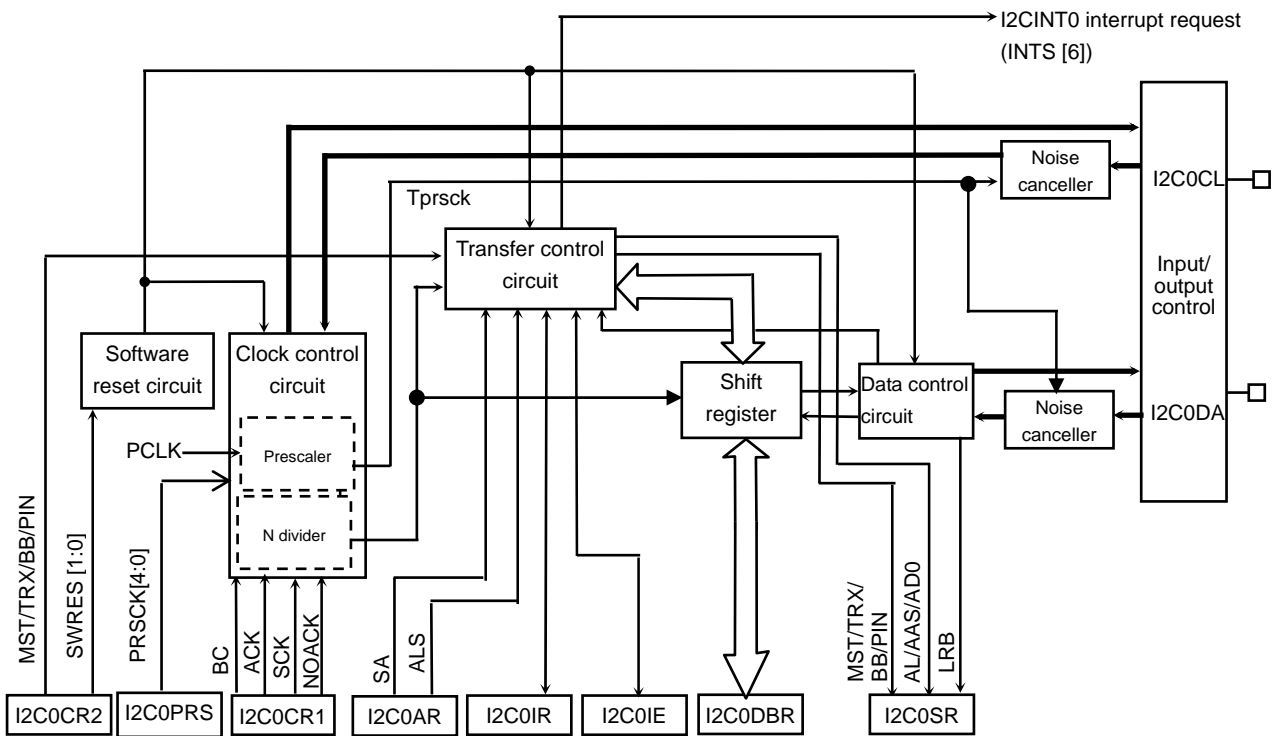 I2CINT0 interrupt request
(INTS [6])
Noise
canceller
I2C0CL
Tprsck
Transfer control
circuit
Input/
output
control
Software
reset circuit
Clock control
circuit
Shift
register
Data control
circuit
Noise
canceller
I2C0DA
PCLK
Prescaler
N divider
MST/TRX/BB/PIN
SWRES [1:0]
PRSCK[4:0]
BC
ACK
SCK
NOACK
SA
ALS
MST/TRX/
BB/PIN
AL/AAS/AD0
LRB
I2C0CR2
I2C0PRS
I2C0CR1
I2C0AR
I2C0IR
I2C0IE
I2C0DBR
I2C0SR